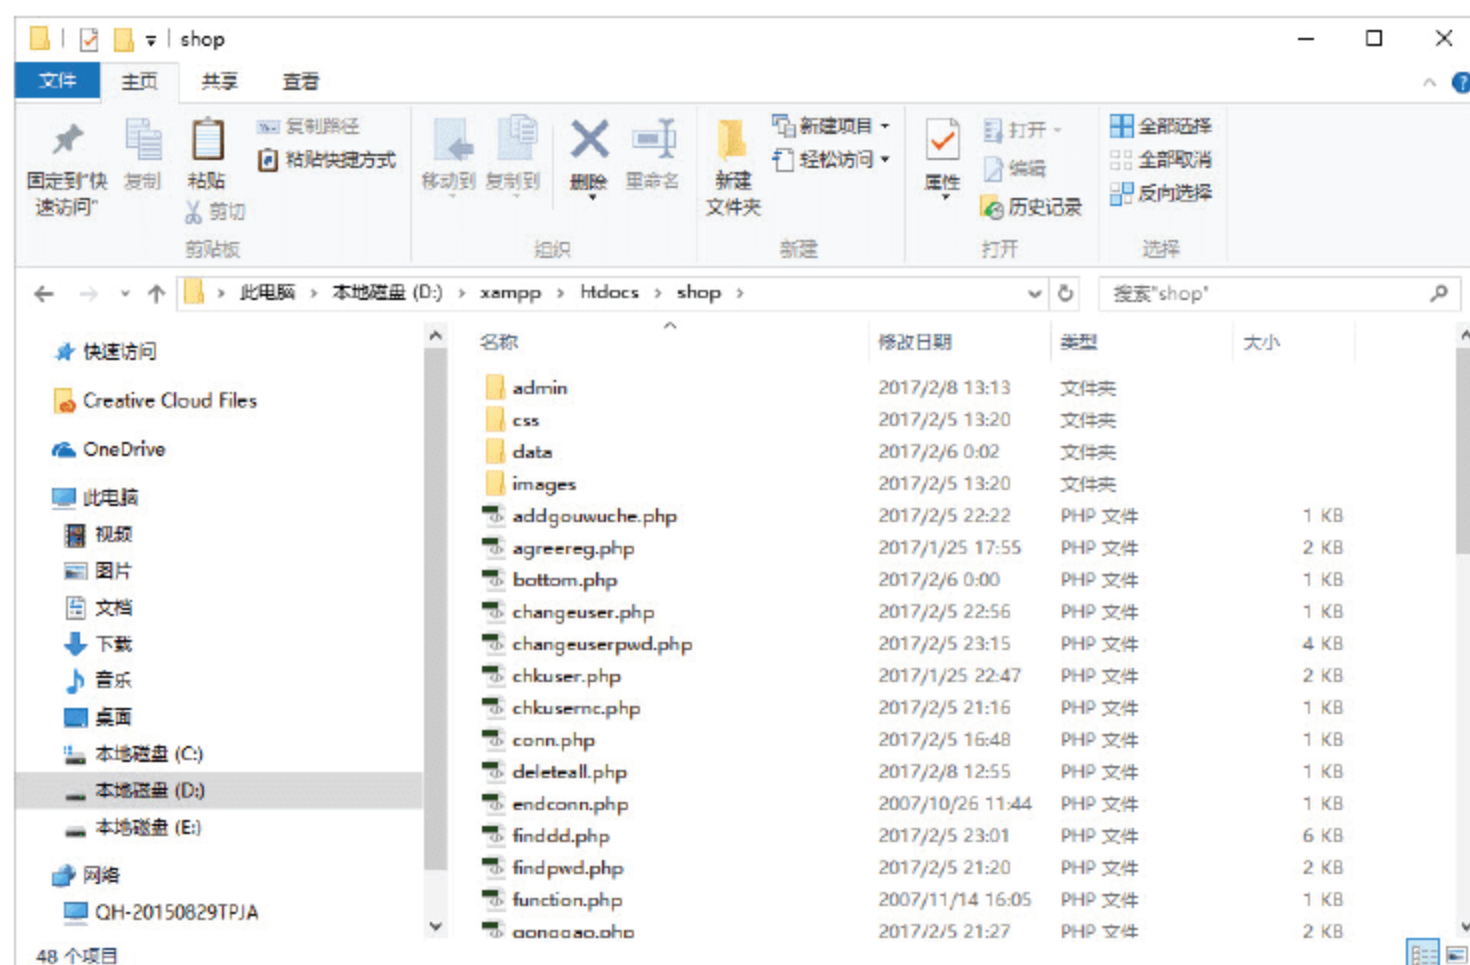 shop
文件 主页 共享 查看
固定到"快速访问" 复制 粘贴 剪切 复制路径 粘贴快捷方式 移动到 复制到 删除 重命名 新建文件夹 新建项目 轻松访问 属性 打开 编辑 历史记录 全部选择 全部取消 反向选择
剪贴板 组织 新建 打开 选择
此电脑 > 本地磁盘 (D:) > xampp > htdocs > shop > 搜索"shop"
快速访问
Creative Cloud Files
OneDrive
此电脑
视频
图片
文档
下载
音乐
桌面
本地磁盘 (C:)
本地磁盘 (D:)
本地磁盘 (E:)
网络
QH-20150829TPJA
名称 修改日期 类型 大小
admin 2017/2/8 13:13 文件夹
css 2017/2/5 13:20 文件夹
data 2017/2/6 0:02 文件夹
images 2017/2/5 13:20 文件夹
addgouwuche.php 2017/2/5 22:22 PHP 文件 1 KB
agreereg.php 2017/1/25 17:55 PHP 文件 2 KB
bottom.php 2017/2/6 0:00 PHP 文件 1 KB
changeuser.php 2017/2/5 22:56 PHP 文件 1 KB
changeuserpwd.php 2017/2/5 23:15 PHP 文件 4 KB
chkuser.php 2017/1/25 22:47 PHP 文件 2 KB
chkusernc.php 2017/2/5 21:16 PHP 文件 1 KB
conn.php 2017/2/5 16:48 PHP 文件 1 KB
deleteall.php 2017/2/8 12:55 PHP 文件 1 KB
endconn.php 2007/10/26 11:44 PHP 文件 1 KB
finddd.php 2017/2/5 23:01 PHP 文件 6 KB
findpwd.php 2017/2/5 21:20 PHP 文件 2 KB
function.php 2007/11/14 16:05 PHP 文件 1 KB
gonggao.php 2017/2/5 21:27 PHP 文件 2 KB
48 个项目